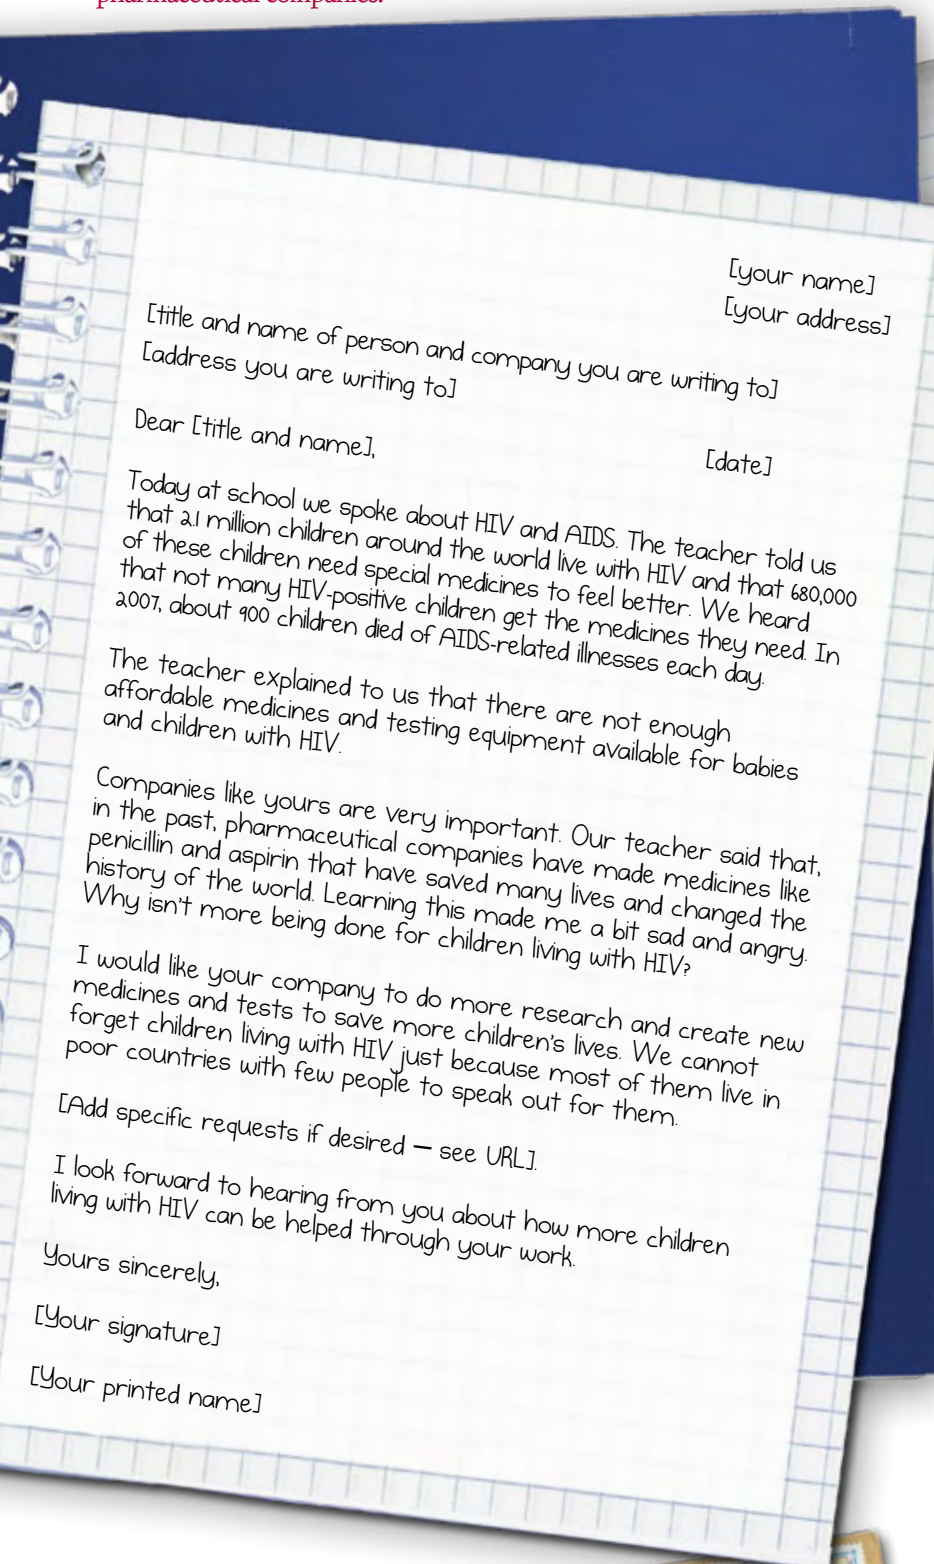 pharmaceutical companies.
[your name]
[your address]
[title and name of person and company you are writing to]
[address you are writing to]
Dear [title and name],
[date]
Today at school we spoke about HIV and AIDS. The teacher told us
that 2.1 million children around the world live with HIV and that 680,000
of these children need special medicines to feel better. We heard
that not many HIV-positive children get the medicines they need. In
2007, about 900 children died of AIDS-related illnesses each day.
The teacher explained to us that there are not enough
affordable medicines and testing equipment available for babies
and children with HIV.
Companies like yours are very important. Our teacher said that,
in the past, pharmaceutical companies have made medicines like
penicillin and aspirin that have saved many lives and changed the
history of the world. Learning this made me a bit sad and angry.
Why isn't more being done for children living with HIV?
I would like your company to do more research and create new
medicines and tests to save more children's lives. We cannot
forget children living with HIV just because most of them live in
poor countries with few people to speak out for them.
[Add specific requests if desired – see URL].
I look forward to hearing from you about how more children
living with HIV can be helped through your work.
Yours sincerely,
[Your signature]
[Your printed name]